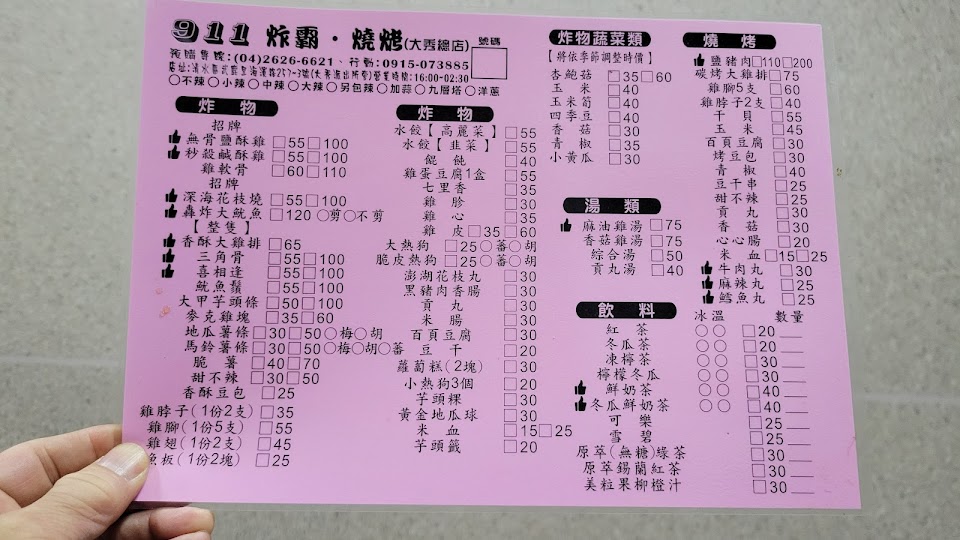 911 炸霸·燒烤(大秀總店) 號碼
訂購專線:(04)2626-6621、行動:0915-073885
○不辣○小辣○中辣○大辣○另包辣○加蒜○九層塔○洋蔥
炸物
招牌
無骨鹽酥雞 □55□100
秒殺鹹酥雞 □55□100
雞軟骨 □60□110
招牌
深海花枝燒 □55□100
轟炸大魷魚 □120 ○剪○不剪
【整隻】
香酥大雞排 □65
三角骨 □55□100
喜相逢 □55□100
魷魚鬚 □55□100
大甲芋頭條 □50□100
麥克雞塊 □35□60
地瓜薯條 □30□50○梅○胡
馬鈴薯條 □30□50○梅○胡○蕃
脆薯 □40□70
甜不辣 □30□50
香酥豆包 □25
雞脖子(1份2支) □35
雞腳(1份5支) □55
雞翅(1份2支) □45
魚板(1份2塊) □25
炸物
水餃【高麗菜】 □55
水餃【韭菜】 □55
餛飩 □40
雞蛋豆腐1盒 □55
七里香 □35
雞胗 □30
雞心 □35
雞皮 □35□60
大熱狗 □25○蕃○胡
脆皮熱狗 □25○蕃○胡
澎湖花枝丸 □30
黑豬肉香腸 □30
貢丸 □30
米腸 □30
百頁豆腐 □30
豆干 □20
蘿蔔糕(2塊) □30
小熱狗3個 □20
芋頭粿 □30
黃金地瓜球 □30
米血 □15□25
芋頭籤 □20
炸物蔬菜類
【將依季節調整時價】
杏鮑菇 □35□60
玉米 □40
玉米筍 □40
四季豆 □40
香菇 □30
青椒 □35
小黃瓜 □30
湯類
麻油雞湯 □75
香菇雞湯 □75
綜合湯 □50
貢丸湯 □40
燒烤
鹽豬肉 □110□200
碳烤大雞排 □75
雞腳5支 □60
雞脖子2支 □40
干貝 □55
玉米 □45
百頁豆腐 □30
烤豆包 □30
青椒 □40
豆干串 □25
甜不辣 □25
貢丸 □30
香菇 □30
心心腸 □20
米血 □15□25
牛肉丸 □30
麻辣丸 □25
鱈魚丸 □25
飲料 冰 溫 數量
紅茶 ○ ○ □20
冬瓜茶 ○ ○ □20
凍檸茶 ○ ○ □30
檸檬冬瓜 ○ ○ □30
鮮奶茶 ○ ○ □40
冬瓜鮮奶茶 ○ ○ □40
可樂 □25
雪碧 □25
原萃(無糖)綠茶 □30
原萃錫蘭紅茶 □30
美粒果柳橙汁 □30